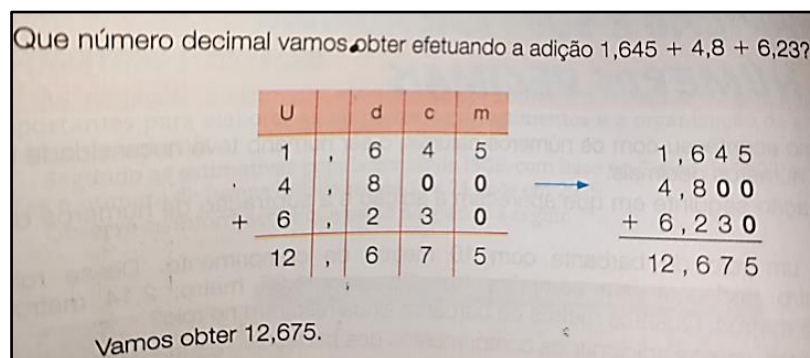 Que número decimal vamos obter efetuando a adição 1,645 + 4,8 + 6,23?
U d c m
1 , 6 4 5
4 , 8 0 0
+ 6 , 2 3 0
12 , 6 7 5
1,645
4,800
+ 6,230
12,675
Vamos obter 12,675.